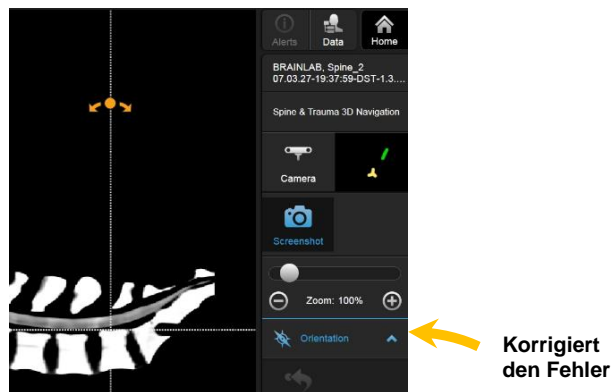 Alerts
Data
Home
BRAINLAB, Spine_2
07.03.27-19:37:59-DST-1.3....
Spine & Trauma 3D Navigation
Camera
Screenshot
Zoom: 100%
Orientation
Korrigiert
den Fehler